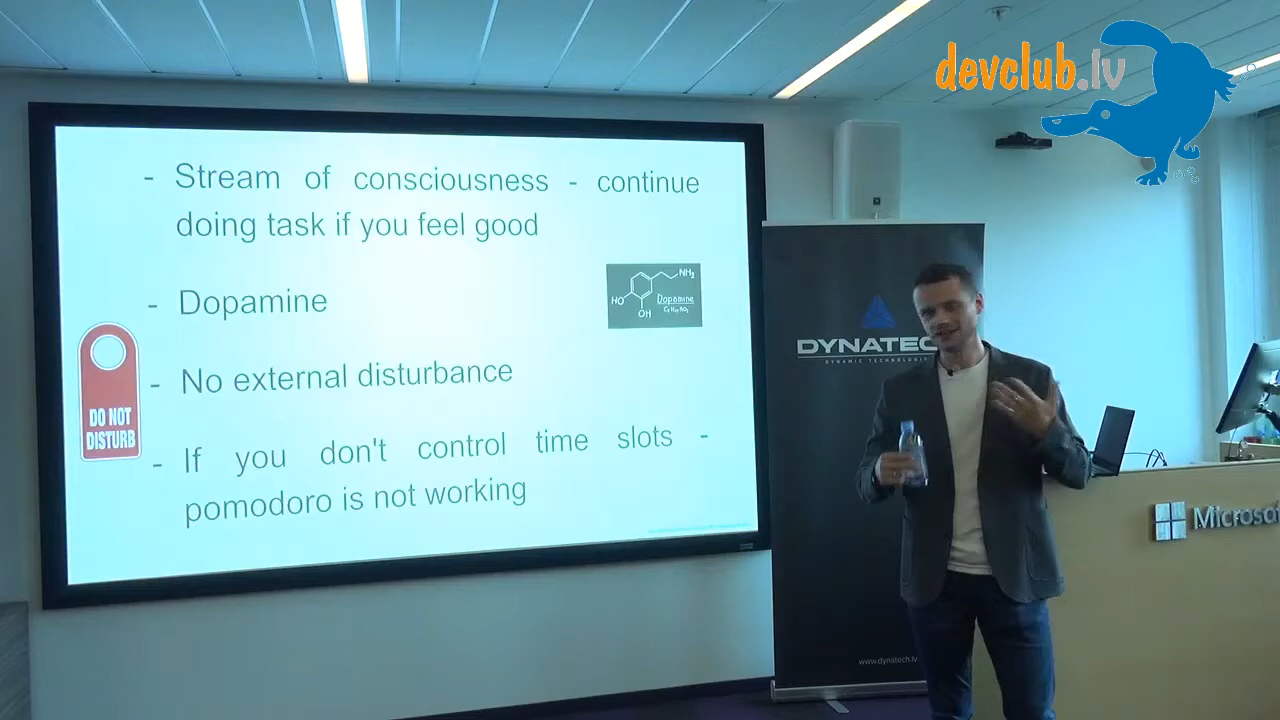 devclub.lv
- Stream of consciousness - continue
doing task if you feel good
- Dopamine
NH2
HO
OH
Dopamine
- No external disturbance
DO NOT
DISTURB
- If you don't control time slots -
pomodoro is not working
DYNATEC
DYNAMIC TECHNOLOGI
www.dynatech.lv
Microsof